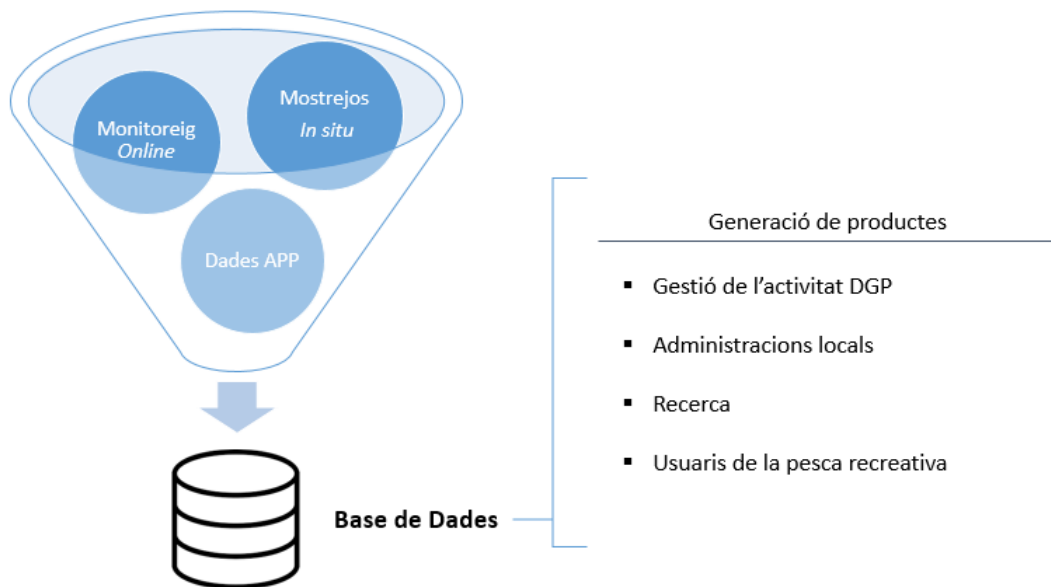 Monitoreig
Online
Mostrejos
In situ
Dades APP
Base de Dades
Generació de productes
▪ Gestió de l’activitat DGP
▪ Administracions locals
▪ Recerca
▪ Usuaris de la pesca recreativa